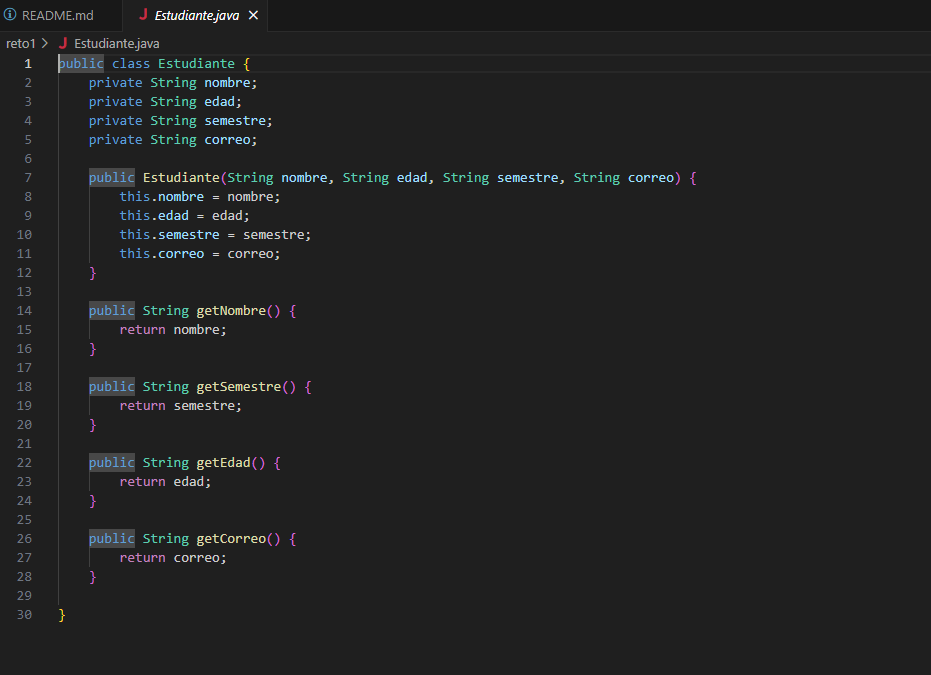 README.md Estudiante.java
reto1 > Estudiante.java
1 public class Estudiante {
2 private String nombre;
3 private String edad;
4 private String semestre;
5 private String correo;
6
7 public Estudiante(String nombre, String edad, String semestre, String correo) {
8 this.nombre = nombre;
9 this.edad = edad;
10 this.semestre = semestre;
11 this.correo = correo;
12 }
13
14 public String getNombre() {
15 return nombre;
16 }
17
18 public String getSemestre() {
19 return semestre;
20 }
21
22 public String getEdad() {
23 return edad;
24 }
25
26 public String getCorreo() {
27 return correo;
28 }
29
30 }